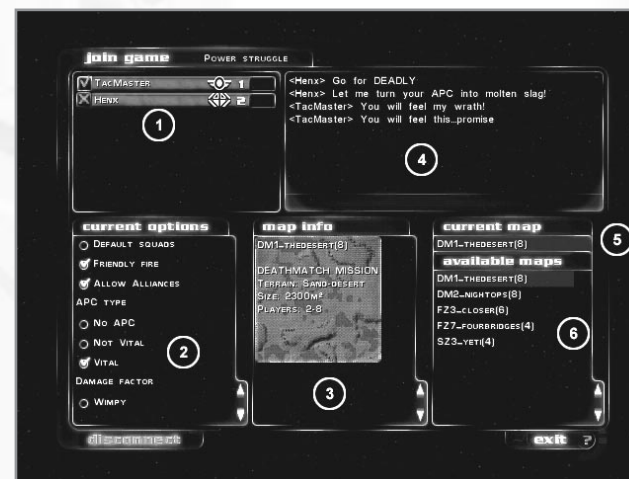 join game POWER STRUGGLE
TACMASTER 1
HENX 2
1
<Henx> Go for DEADLY
<Henx> Let me turn your APC into molten slag!
<TacMaster> You will feel my wrath!
<TacMaster> You will feel this_promise
4
current options
DEFAULT SQUADS
FRIENDLY FIRE
ALLOW ALLIANCES
APC TYPE
NO APC
NOT VITAL
VITAL
DAMAGE FACTOR
WIMPY
2
map info
DM1_THEDESERT(8)
DEATHMATCH MISSION
TERRAIN: SAND-DESERT
SIZE: 2300M²
PLAYERS: 2-8
3
current map
DM1_THEDESERT(8)
5
available maps
DM1_THEDESERT(8)
DM2_NIGHTOPS(8)
FZ3_CLOSER(6)
FZ7_FOURBRIDGES(4)
SZ3_YETI(4)
6
disconnect
exit ?